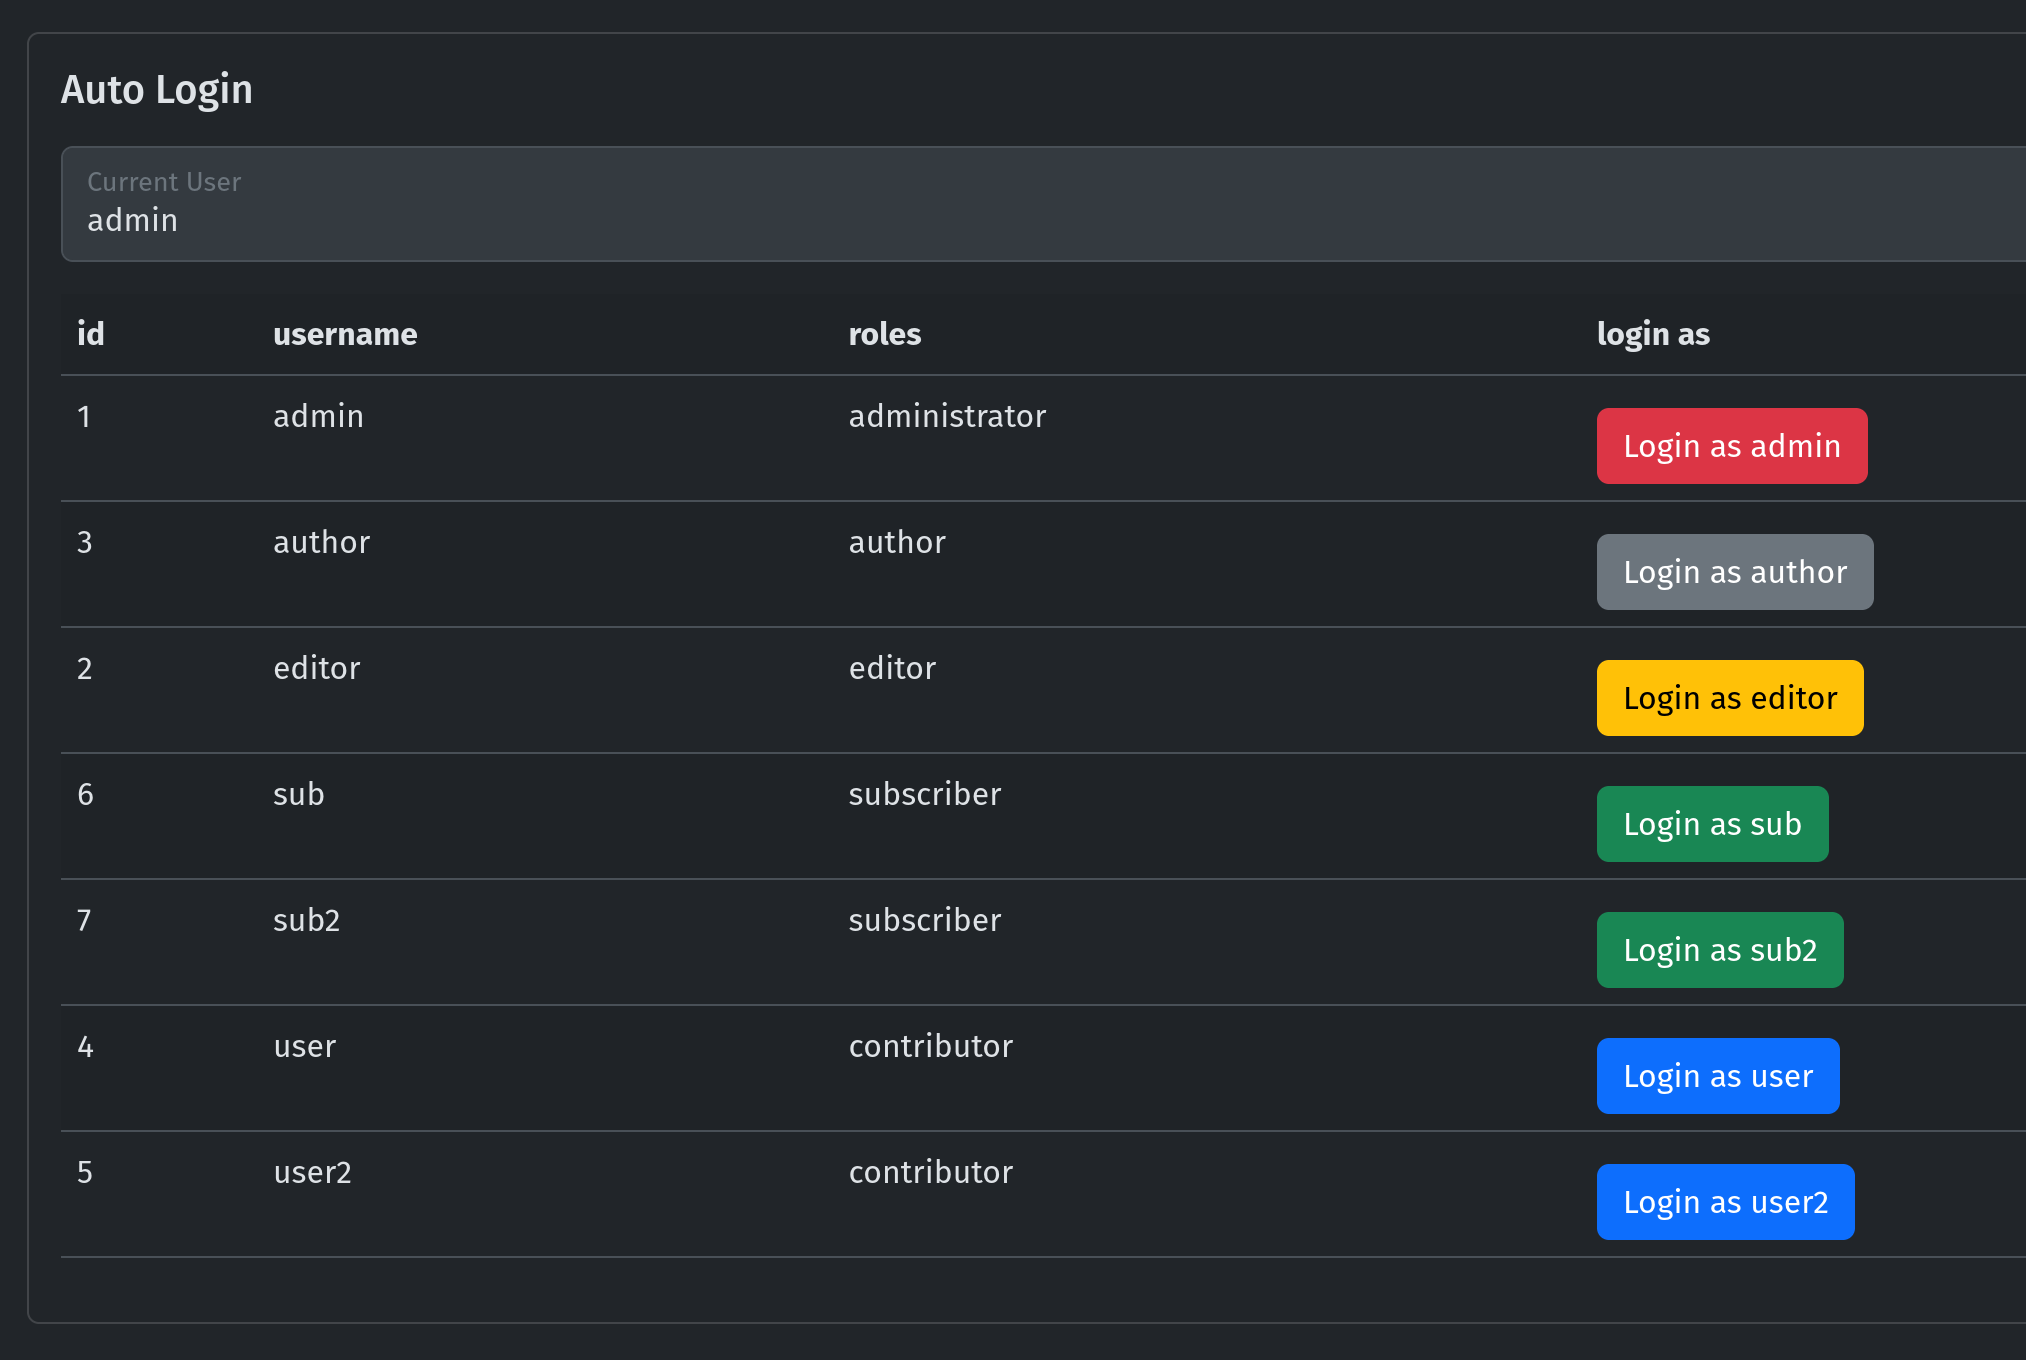 Auto Login
Current User
admin
id username roles login as
1 admin administrator Login as admin
3 author author Login as author
2 editor editor Login as editor
6 sub subscriber Login as sub
7 sub2 subscriber Login as sub2
4 user contributor Login as user
5 user2 contributor Login as user2